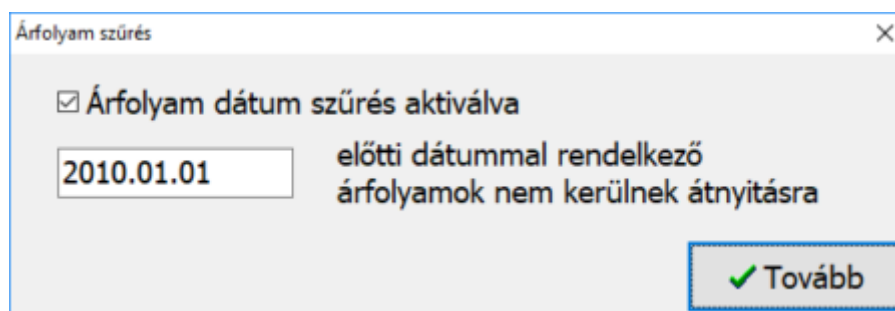 Árfolyam szűrés
Árfolyam dátum szűrés aktiválva
2010.01.01
előtti dátummal rendelkező
árfolyamok nem kerülnek átnyitásra
Tovább